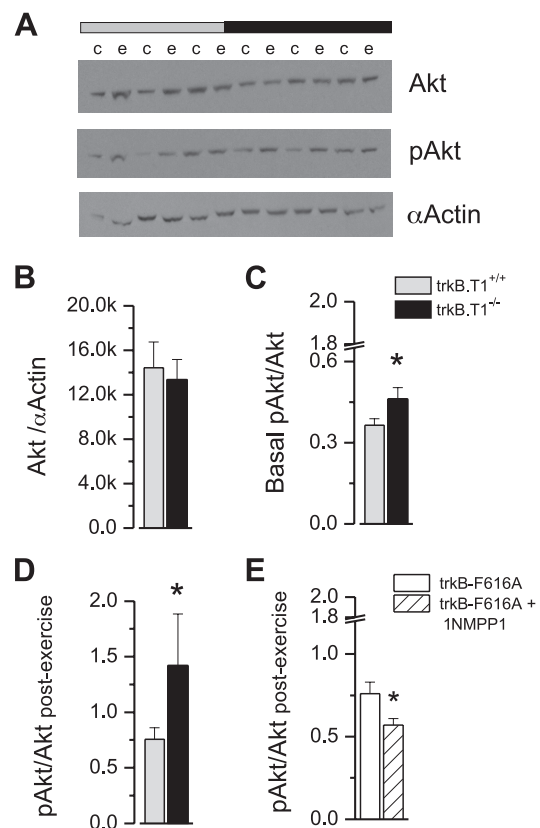 A
c e c e c e c e c e c e
Akt
pAkt
αActin
B
20.0k
16.0k
12.0k
8.0k
4.0k
0.0
Akt /αActin
C
trkB.T1+/+
trkB.T1-/-
2.0
1.8
0.6
0.3
0.0
Basal pAkt/Akt
*
D
2.0
1.5
1.0
0.5
0.0
pAkt/Akt post-exercise
*
E
trkB-F616A
trkB-F616A +
1NMPP1
2.0
1.8
1.0
0.5
0.0
pAkt/Akt post-exercise
*